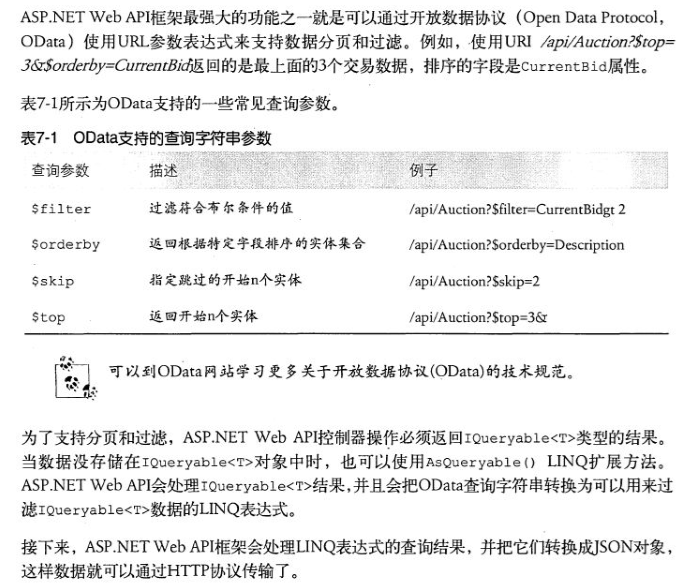 ASP.NET Web API框架最强大的功能之一就是可以通过开放数据协议（Open Data Protocol，
OData）使用URL参数表达式来支持数据分页和过滤。例如，使用URI /api/Auction?$top=
3&$orderby=CurrentBid返回的是最上面的3个交易数据，排序的字段是CurrentBid属性。
表7-1所示为OData支持的一些常见查询参数。
表7-1 OData支持的查询字符串参数
查询参数 描述 例子
$filter 过滤符合布尔条件的值 /api/Auction?$filter=CurrentBidgt 2
$orderby 返回根据特定字段排序的实体集合 /api/Auction?$orderby=Description
$skip 指定跳过的开始n个实体 /api/Auction?$skip=2
$top 返回开始n个实体 /api/Auction?$top=3&
可以到OData网站学习更多关于开放数据协议(OData)的技术规范。
为了支持分页和过滤，ASP.NET Web API控制器操作必须返回IQueryable<T>类型的结果。
当数据没存储在IQueryable<T>对象中时，也可以使用AsQueryable() LINQ扩展方法。
ASP.NET Web API会处理IQueryable<T>结果，并且会把OData查询字符串转换为可以用来过
滤IQueryable<T>数据的LINQ表达式。
接下来，ASP.NET Web API框架会处理LINQ表达式的查询结果，并把它们转换成JSON对象，
这样数据就可以通过HTTP协议传输了。